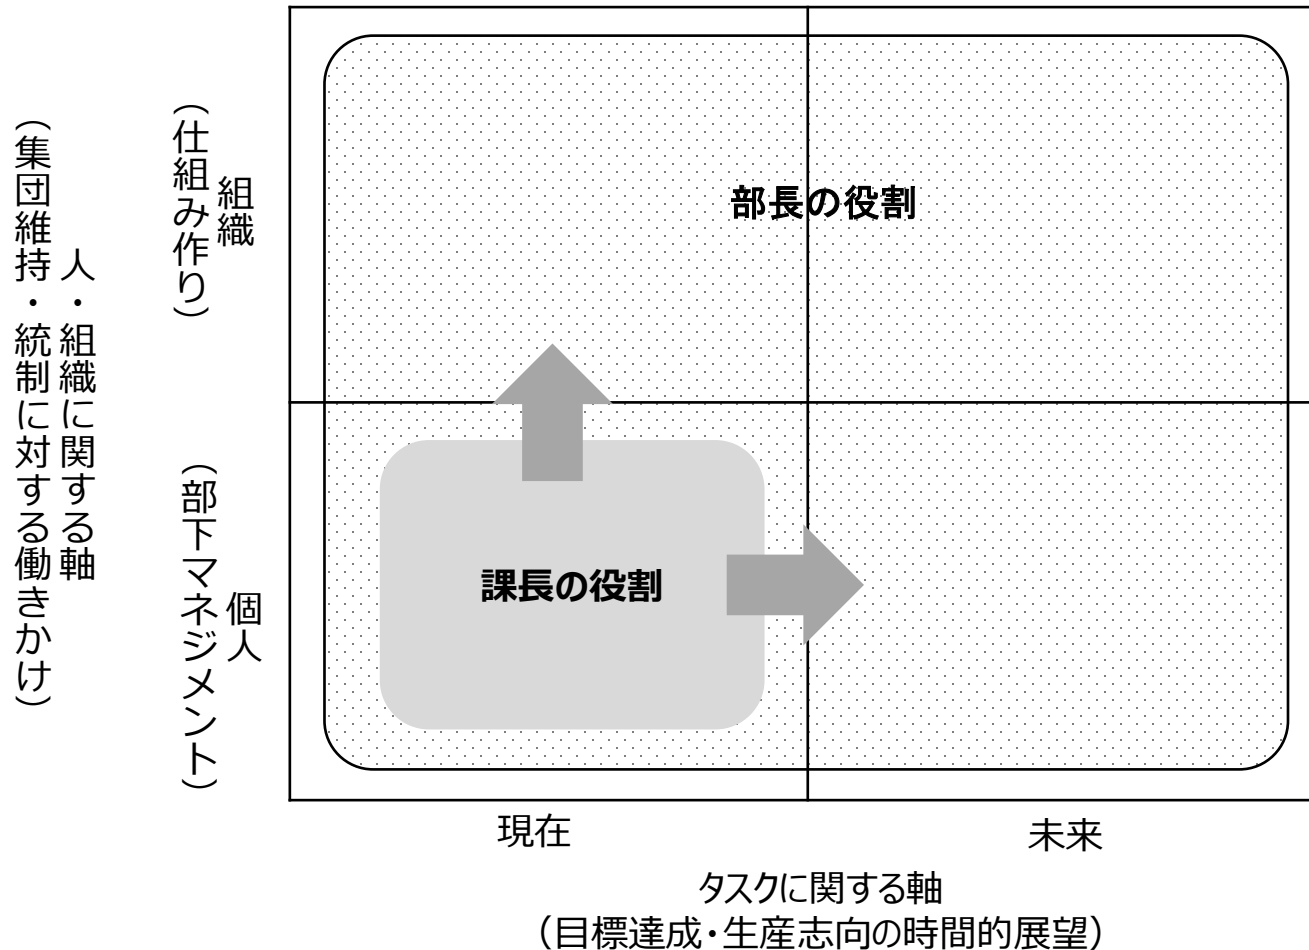 人・組織に関する軸
（集団維持・統制に対する働きかけ）
組織
（仕組み作り）
個人
（部下マネジメント）
部長の役割
課長の役割
現在
未来
タスクに関する軸
（目標達成・生産志向の時間的展望）